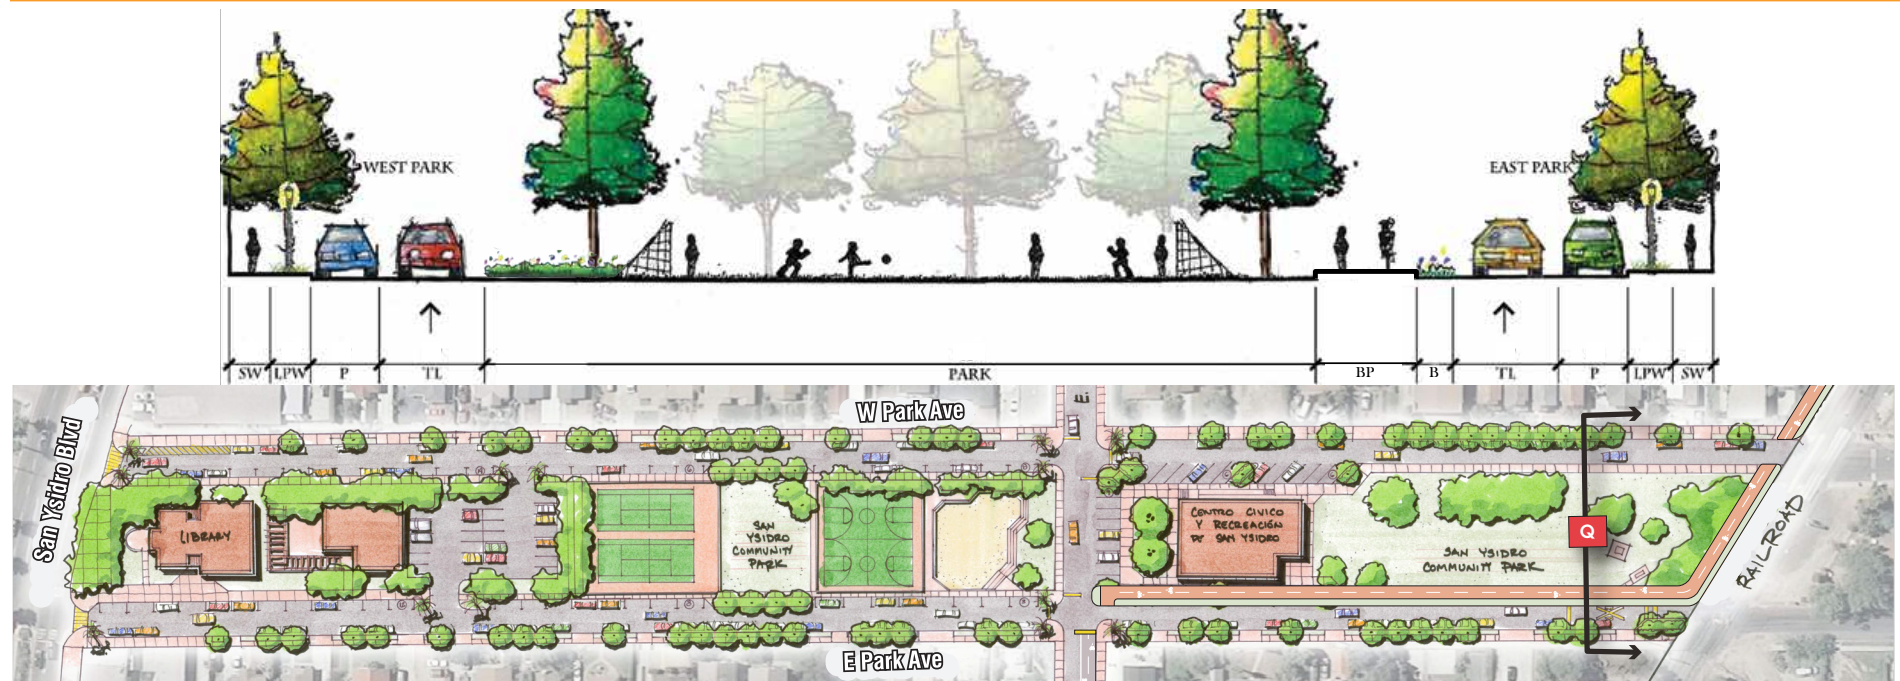 SF
WEST PARK
EAST PARK
SW LPW P TL PARK BP B TL P LPW SW
San Ysidro Blvd
W Park Ave
LIBRARY
SAN
YSIDRO
COMMUNITY
PARK
CENTRO CIVICO
Y RECREACIÓN
DE SAN YSIDRO
SAN YSIDRO
COMMUNITY PARK
Q
RAILROAD
E Park Ave